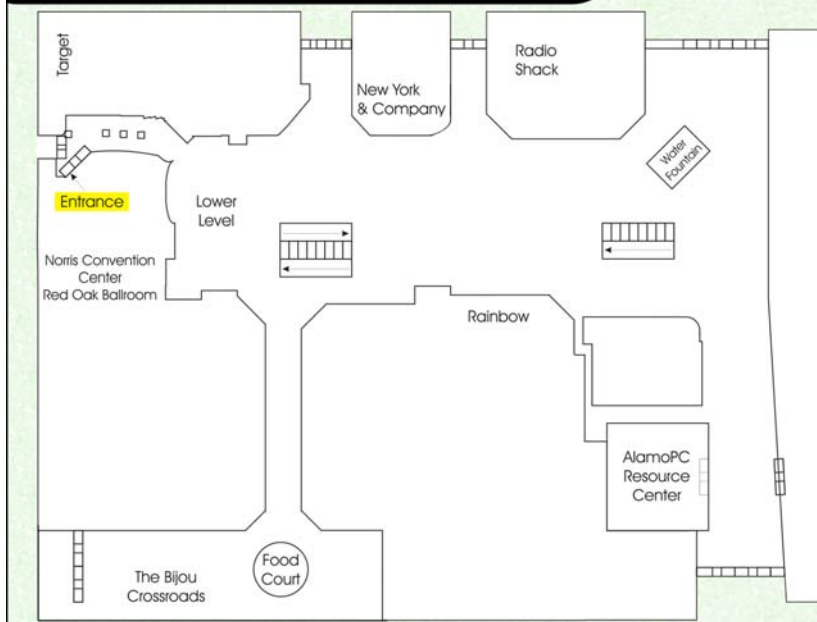 Target
New York
& Company
Radio
Shack
Water
Fountain
Entrance
Lower
Level
Norris Convention
Center
Red Oak Ballroom
Rainbow
AlamoPC
Resource
Center
Food
Court
The Bijou
Crossroads